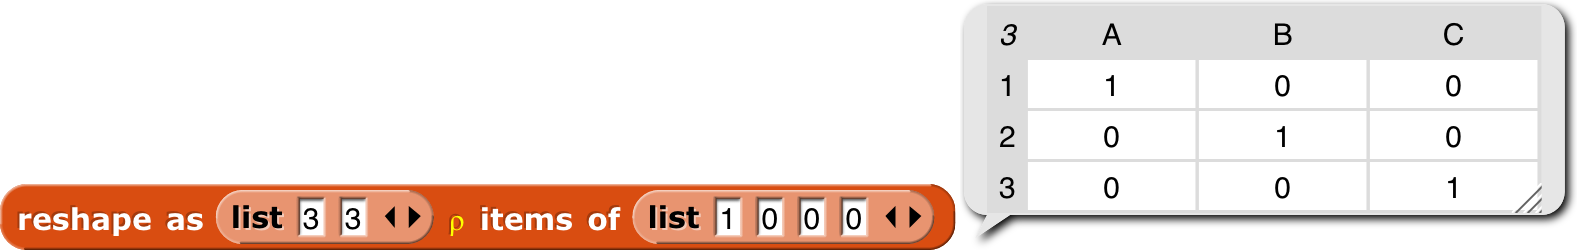 3 A B C
1 1 0 0
2 0 1 0
3 0 0 1
reshape as list 3 3 ρ items of list 1 0 0 0